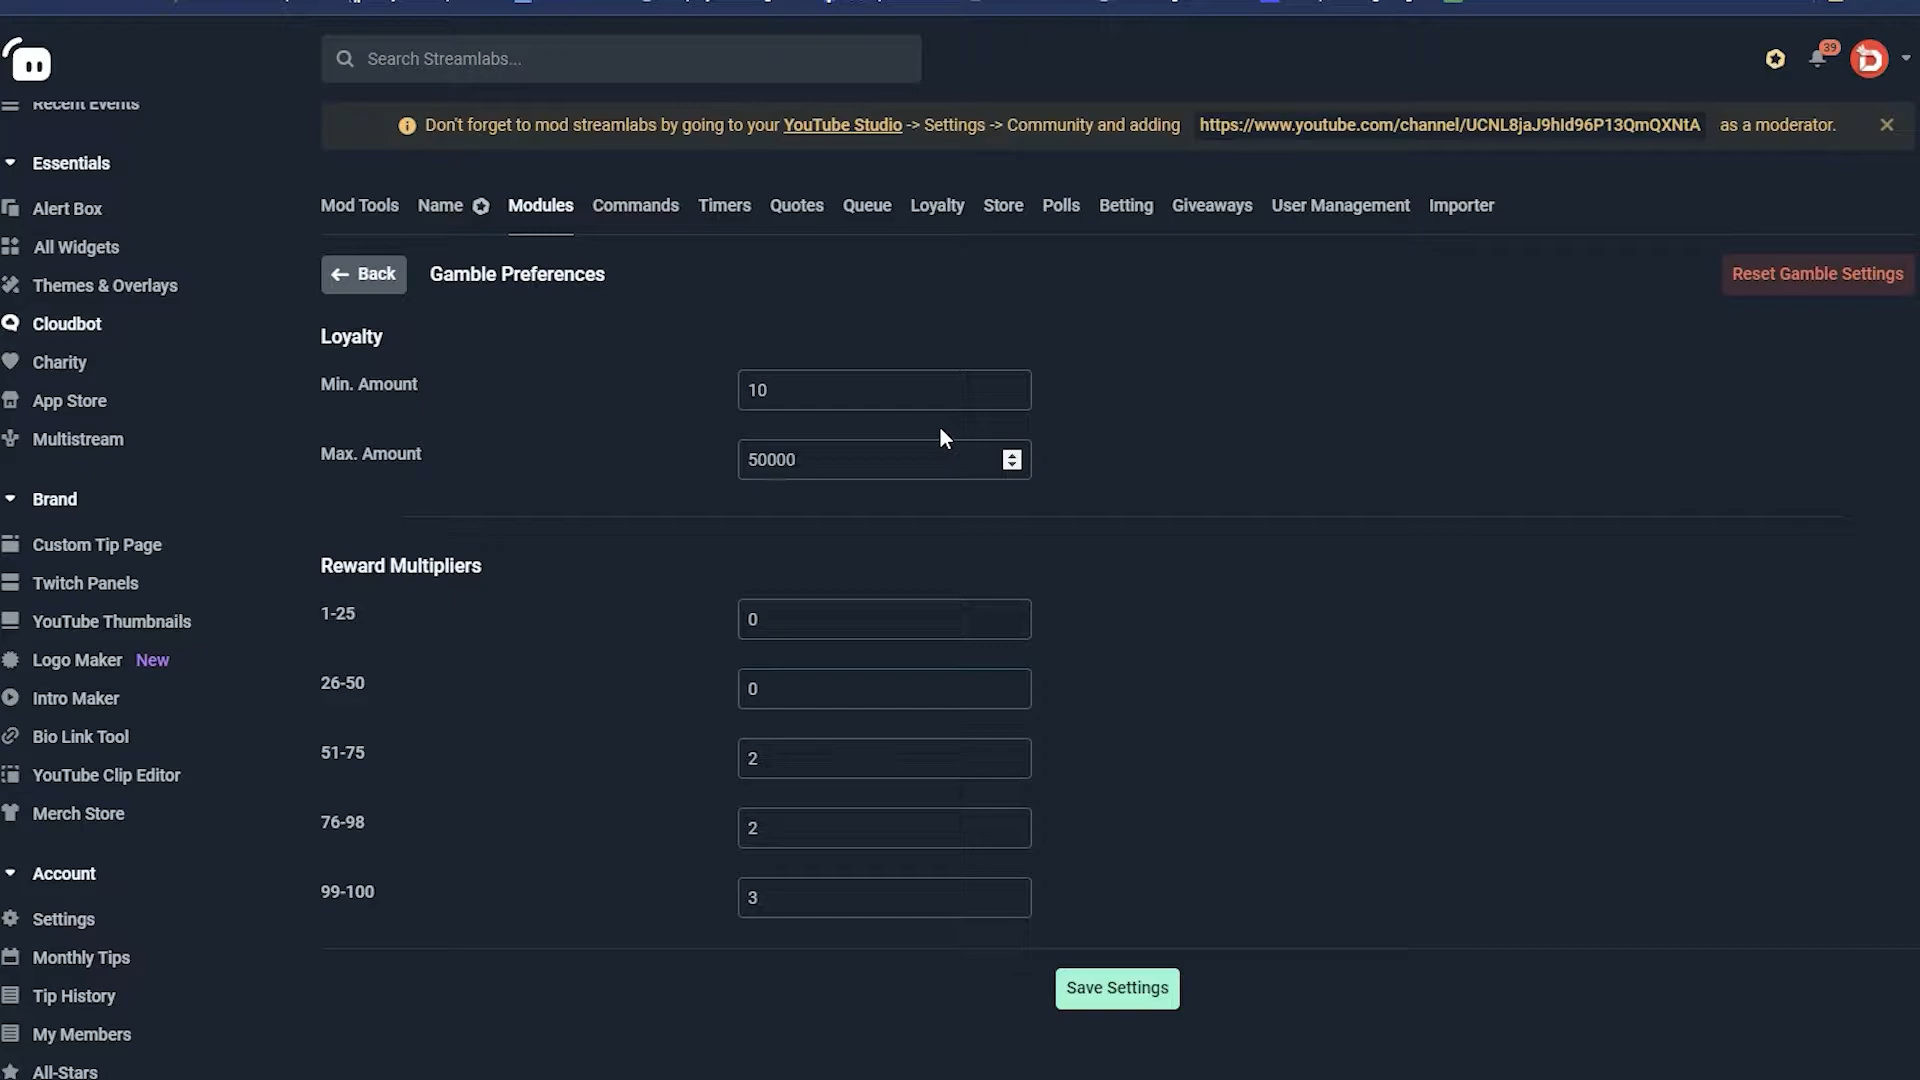 Search Streamlabs...
39
Recent Events
Don't forget to mod streamlabs by going to your YouTube Studio -> Settings -> Community and adding https://www.youtube.com/channel/UCNL8jaJ9hId96P13QmQXNtA as a moderator.
Essentials
Mod Tools Name Modules Commands Timers Quotes Queue Loyalty Store Polls Betting Giveaways User Management Importer
Alert Box
All Widgets
Themes & Overlays
Cloudbot
Charity
App Store
Multistream
Brand
Custom Tip Page
Twitch Panels
YouTube Thumbnails
Logo Maker New
Intro Maker
Bio Link Tool
YouTube Clip Editor
Merch Store
Account
Settings
Monthly Tips
Tip History
My Members
All-Stars
Back Gamble Preferences Reset Gamble Settings
Loyalty
Min. Amount 10
Max. Amount 50000
Reward Multipliers
1-25 0
26-50 0
51-75 2
76-98 2
99-100 3
Save Settings